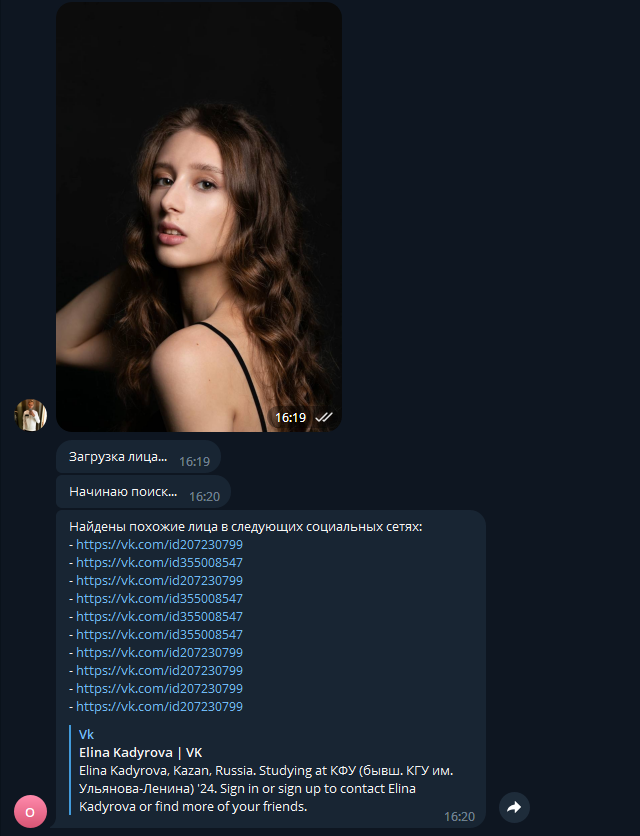 16:19
Загрузка лица... 16:19
Начинаю поиск... 16:20
Найдены похожие лица в следующих социальных сетях:
- https://vk.com/id207230799
- https://vk.com/id355008547
- https://vk.com/id207230799
- https://vk.com/id355008547
- https://vk.com/id355008547
- https://vk.com/id355008547
- https://vk.com/id207230799
- https://vk.com/id207230799
- https://vk.com/id207230799
- https://vk.com/id207230799
Vk
Elina Kadyrova | VK
Elina Kadyrova, Kazan, Russia. Studying at КФУ (бывш. КГУ им.
Ульянова-Ленина) '24. Sign in or sign up to contact Elina
Kadyrova or find more of your friends.
16:20
О